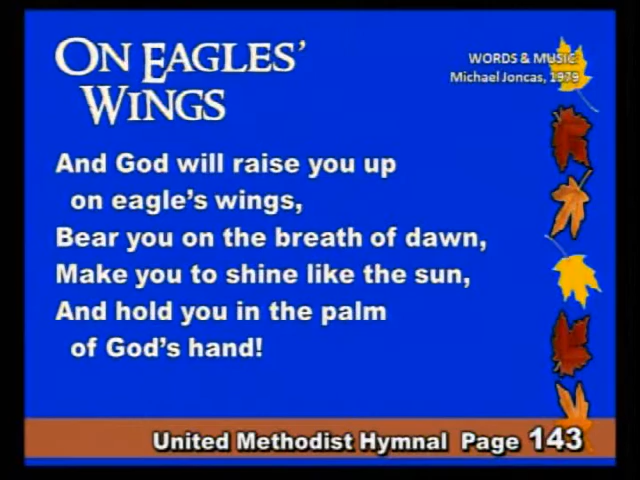 ON EAGLES'
WINGS
WORDS & MUSIC:
Michael Joncas, 1979
And God will raise you up
on eagle's wings,
Bear you on the breath of dawn,
Make you to shine like the sun,
And hold you in the palm
of God's hand!
United Methodist Hymnal Page 143